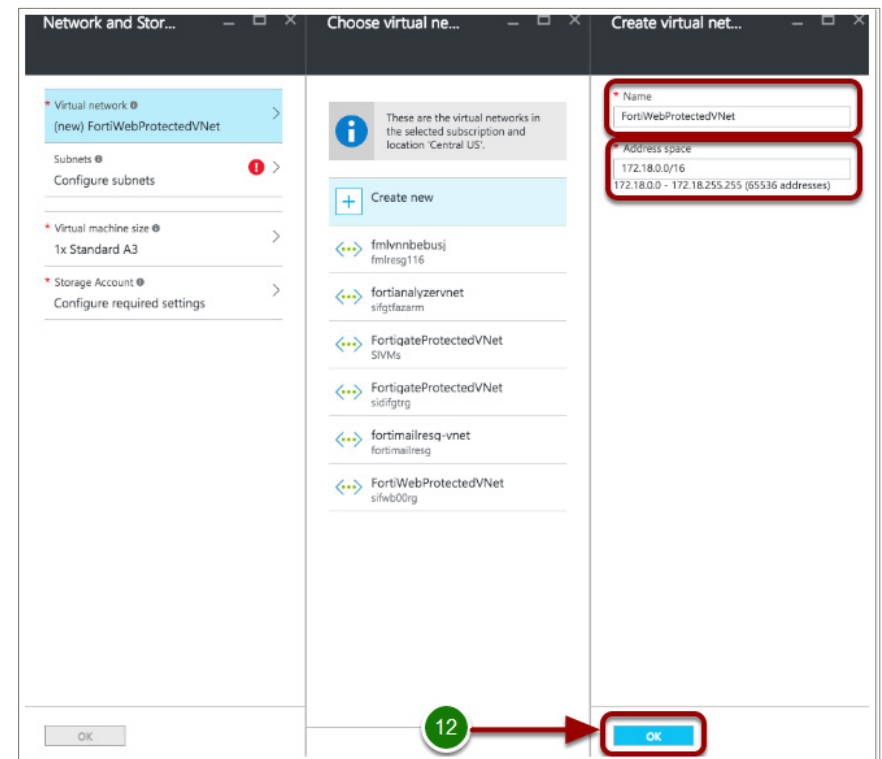 Network and Stor...
* Virtual network
(new) FortiWebProtectedVNet
Subnets
Configure subnets
* Virtual machine size
1x Standard A3
* Storage Account
Configure required settings
OK
Choose virtual ne...
These are the virtual networks in
the selected subscription and
location 'Central US'.
Create new
fmlvnnbebusj
fmlresg116
fortianalyzervnet
sifgtfazarm
FortigateProtectedVNet
SIVMs
FortigateProtectedVNet
sidifgtrg
fortimailresg-vnet
fortimailresg
FortiWebProtectedVNet
sifwb00rg
12
Create virtual net...
* Name
FortiWebProtectedVNet
* Address space
172.18.0.0/16
172.18.0.0 - 172.18.255.255 (65536 addresses)
OK